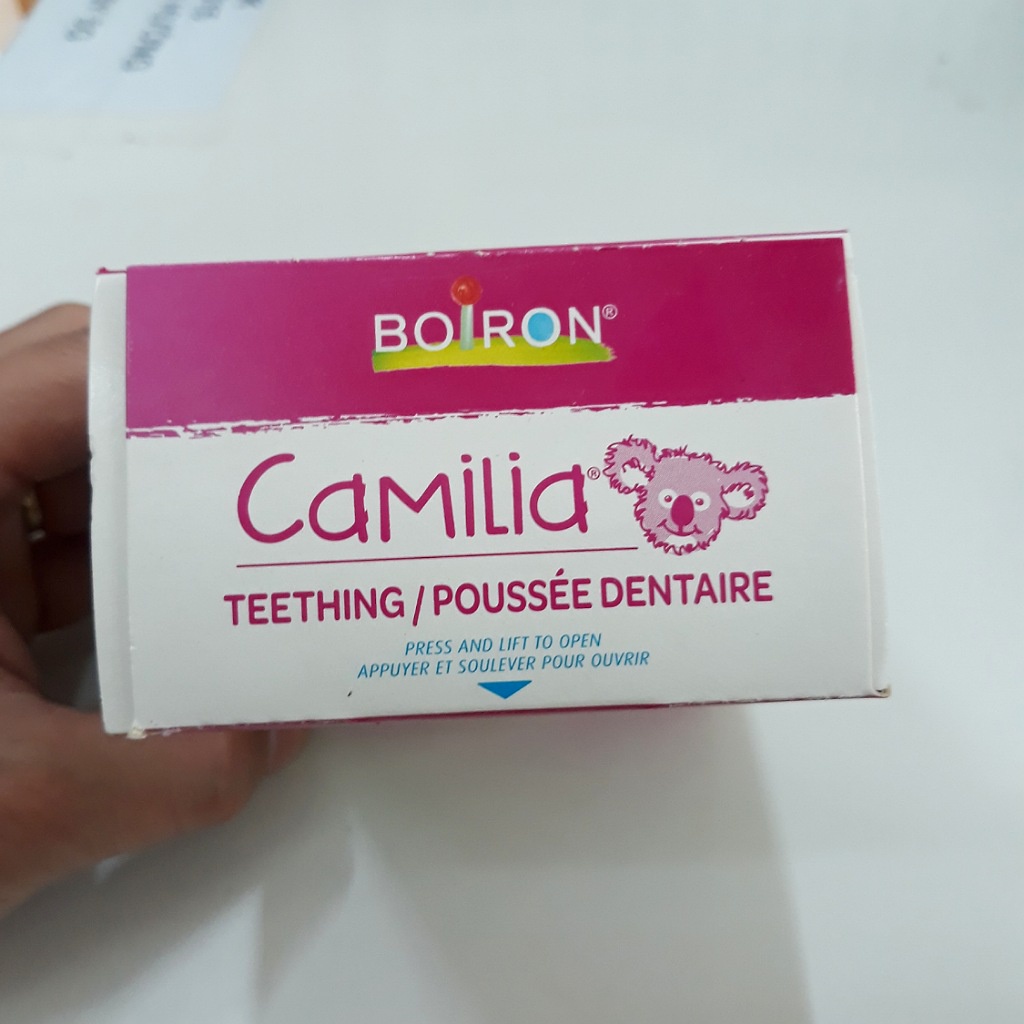 BOIRON®
Camilia®
TEETHING / POUSSÉE DENTAIRE
PRESS AND LIFT TO OPEN
APPUYER ET SOULEVER POUR OUVRIR